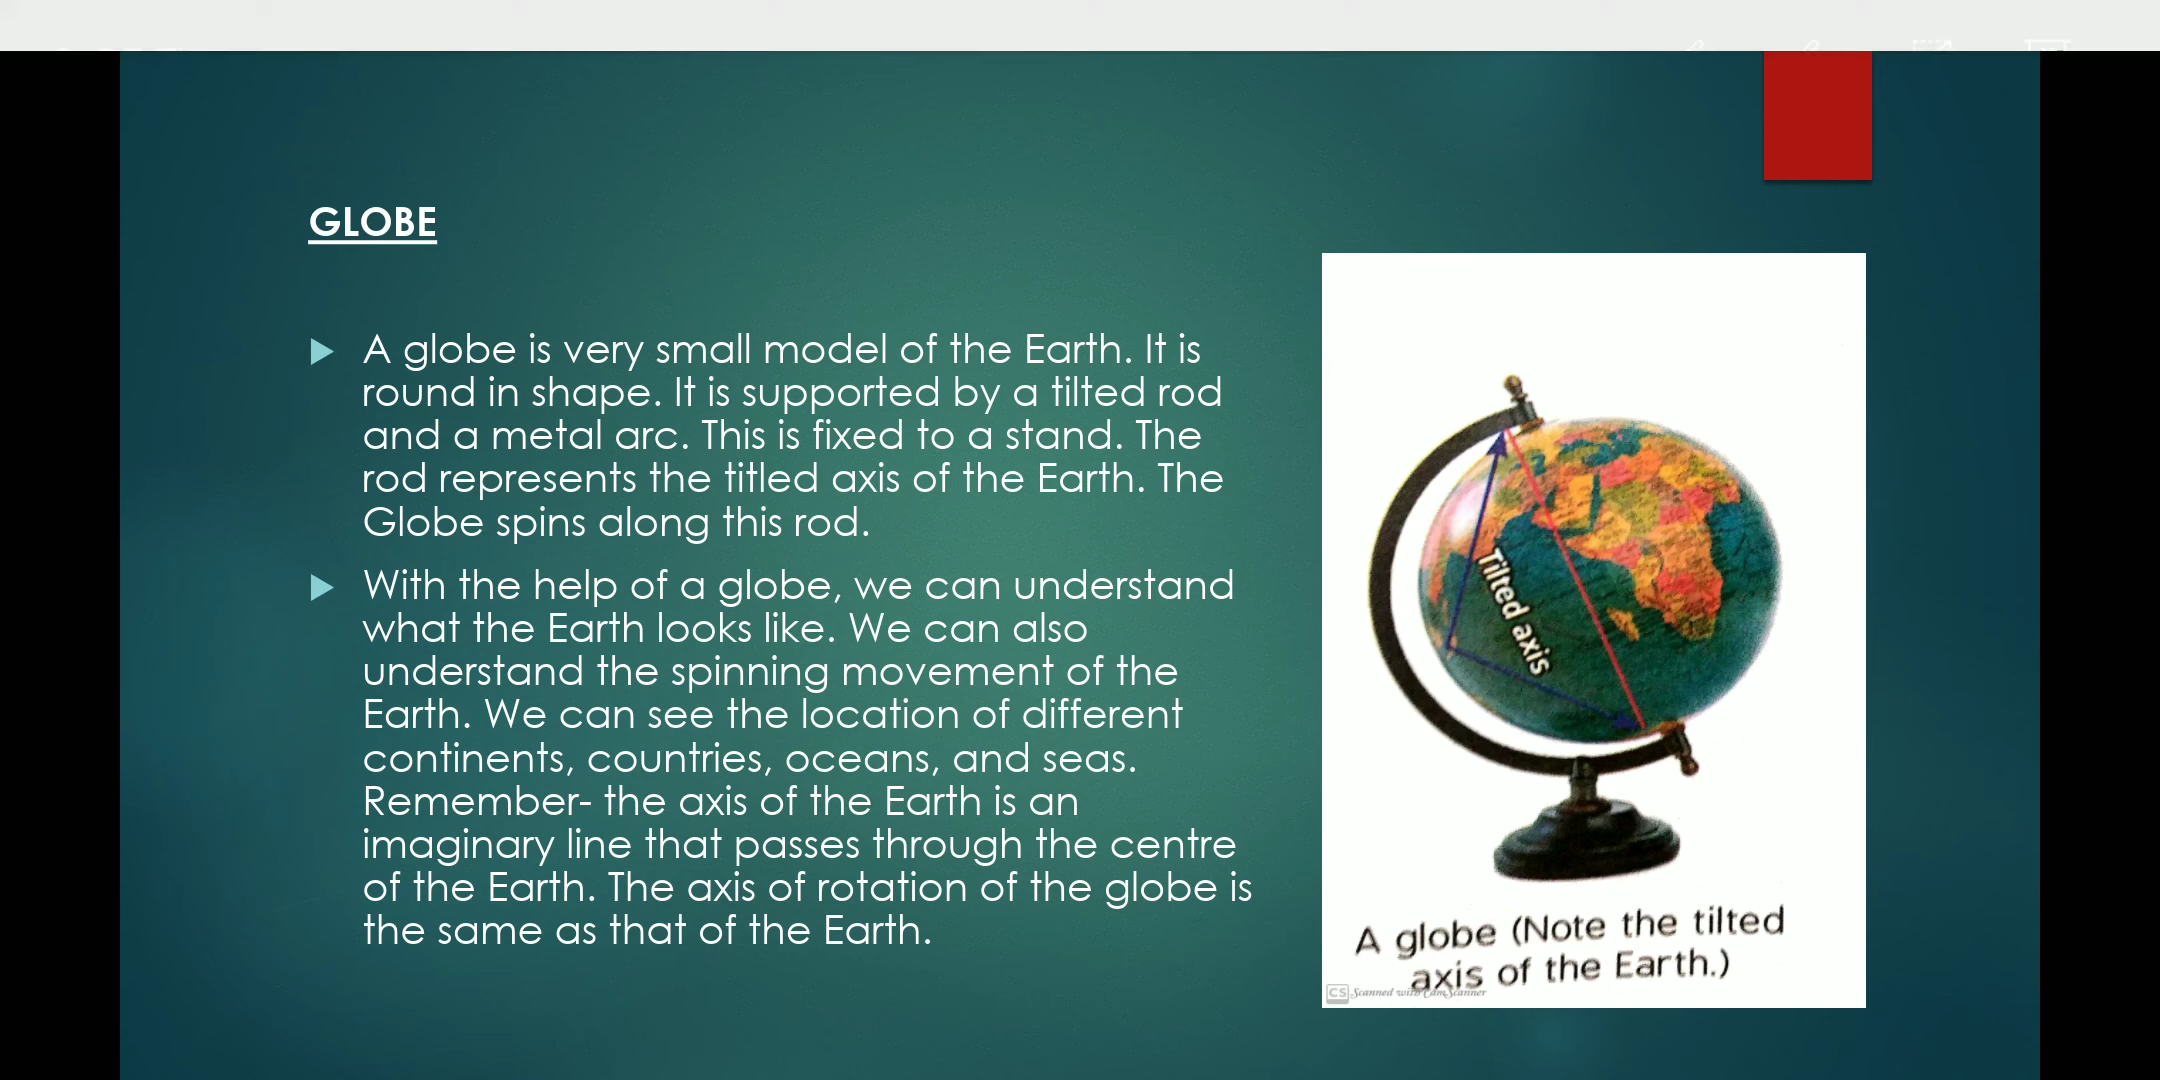 GLOBE
A globe is very small model of the Earth. It is
round in shape. It is supported by a tilted rod
and a metal arc. This is fixed to a stand. The
rod represents the titled axis of the Earth. The
Globe spins along this rod.
With the help of a globe, we can understand
what the Earth looks like. We can also
understand the spinning movement of the
Earth. We can see the location of different
continents, countries, oceans, and seas.
Remember- the axis of the Earth is an
imaginary line that passes through the centre
of the Earth. The axis of rotation of the globe is
the same as that of the Earth.
Tilted axis
A globe (Note the tilted
axis of the Earth.)
CS Scanned with CamScanner